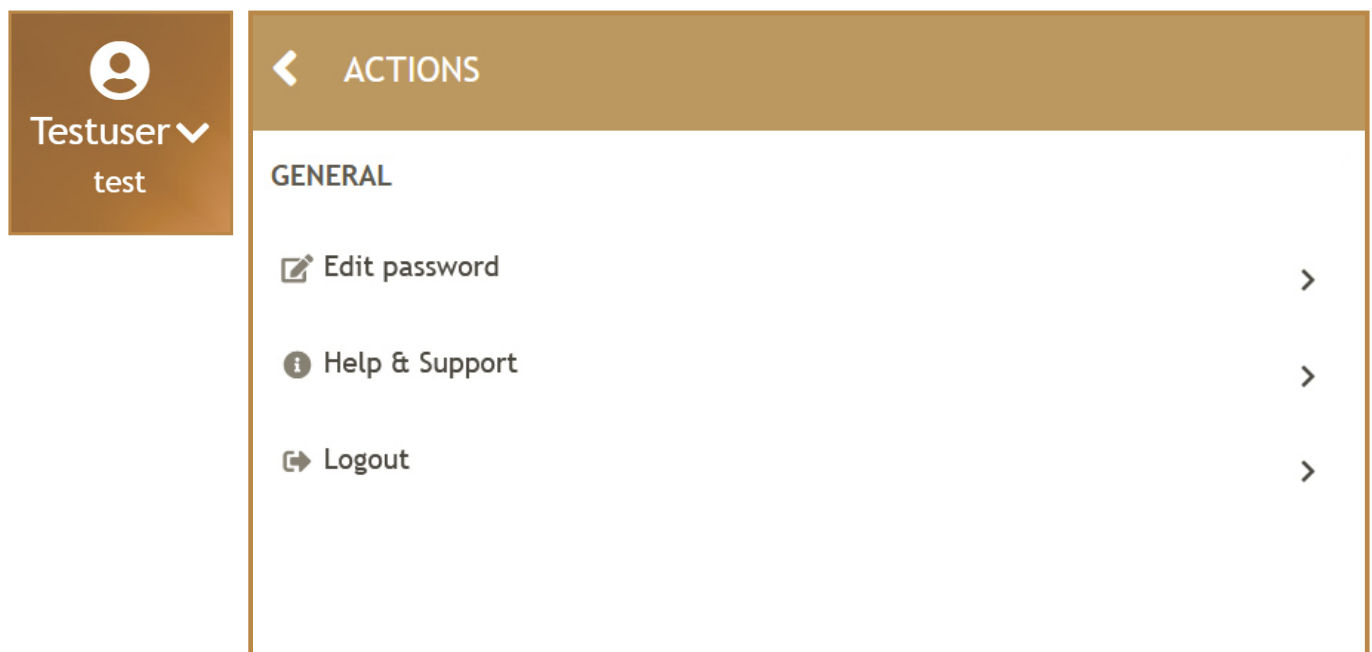 Testuser
test
ACTIONS
GENERAL
Edit password
Help & Support
Logout